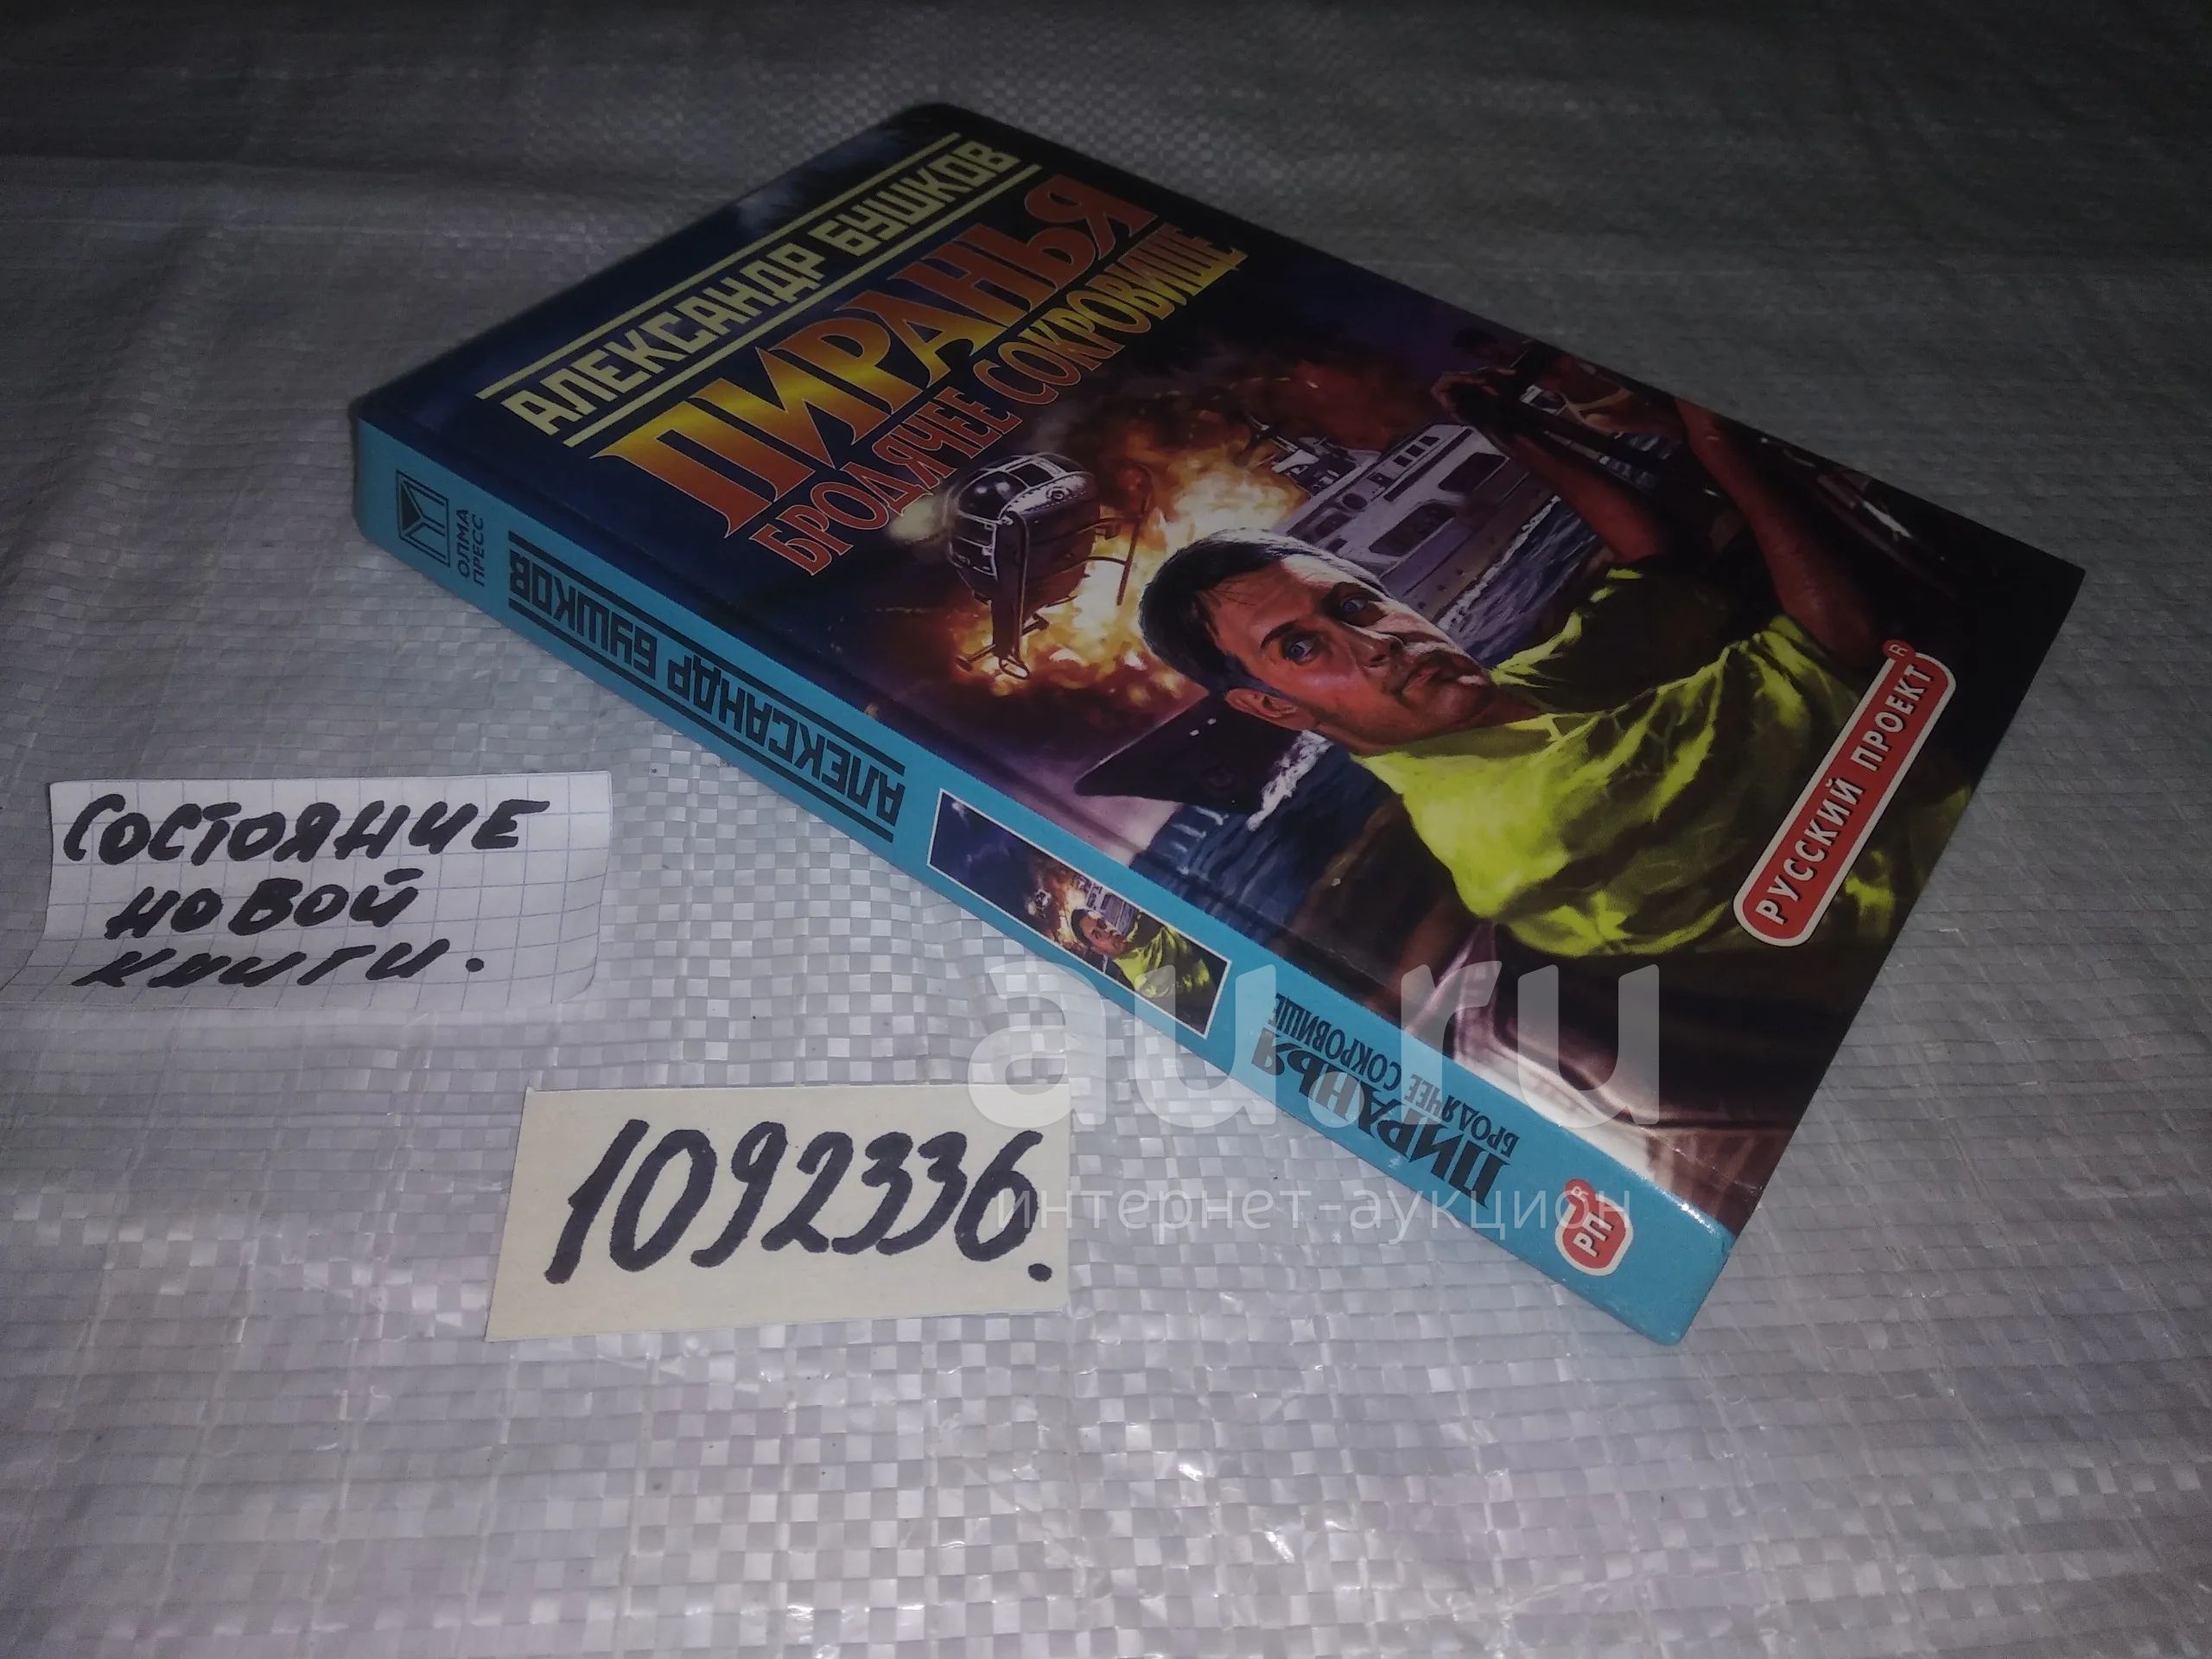 АЛЕКСАНДР БУШКОВ
ПИРАНЬЯ
БРОДЯЧЕЕ СОКРОВИЩЕ
РУССКИЙ ПРОЕКТ
R
ОЛМА
ПРЕСС
АЛЕКСАНДР БУШКОВ
ПИРАНЬЯ
БРОДЯЧЕЕ СОКРОВИЩЕ
РП
R
СОСТОЯНИЕ
НОВОЙ
КНИГИ.
1092336.
au.ru
интернет-аукцион